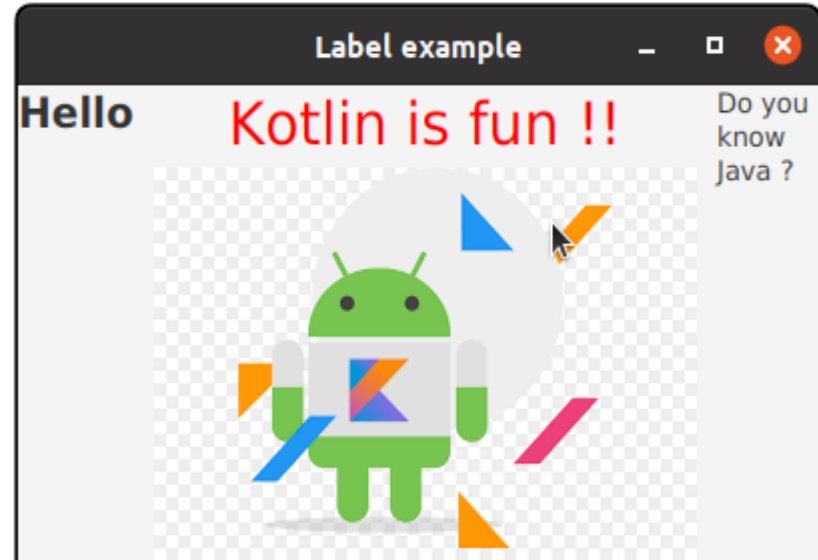 Label example
Hello
Kotlin is fun !!
Do you
know
Java ?